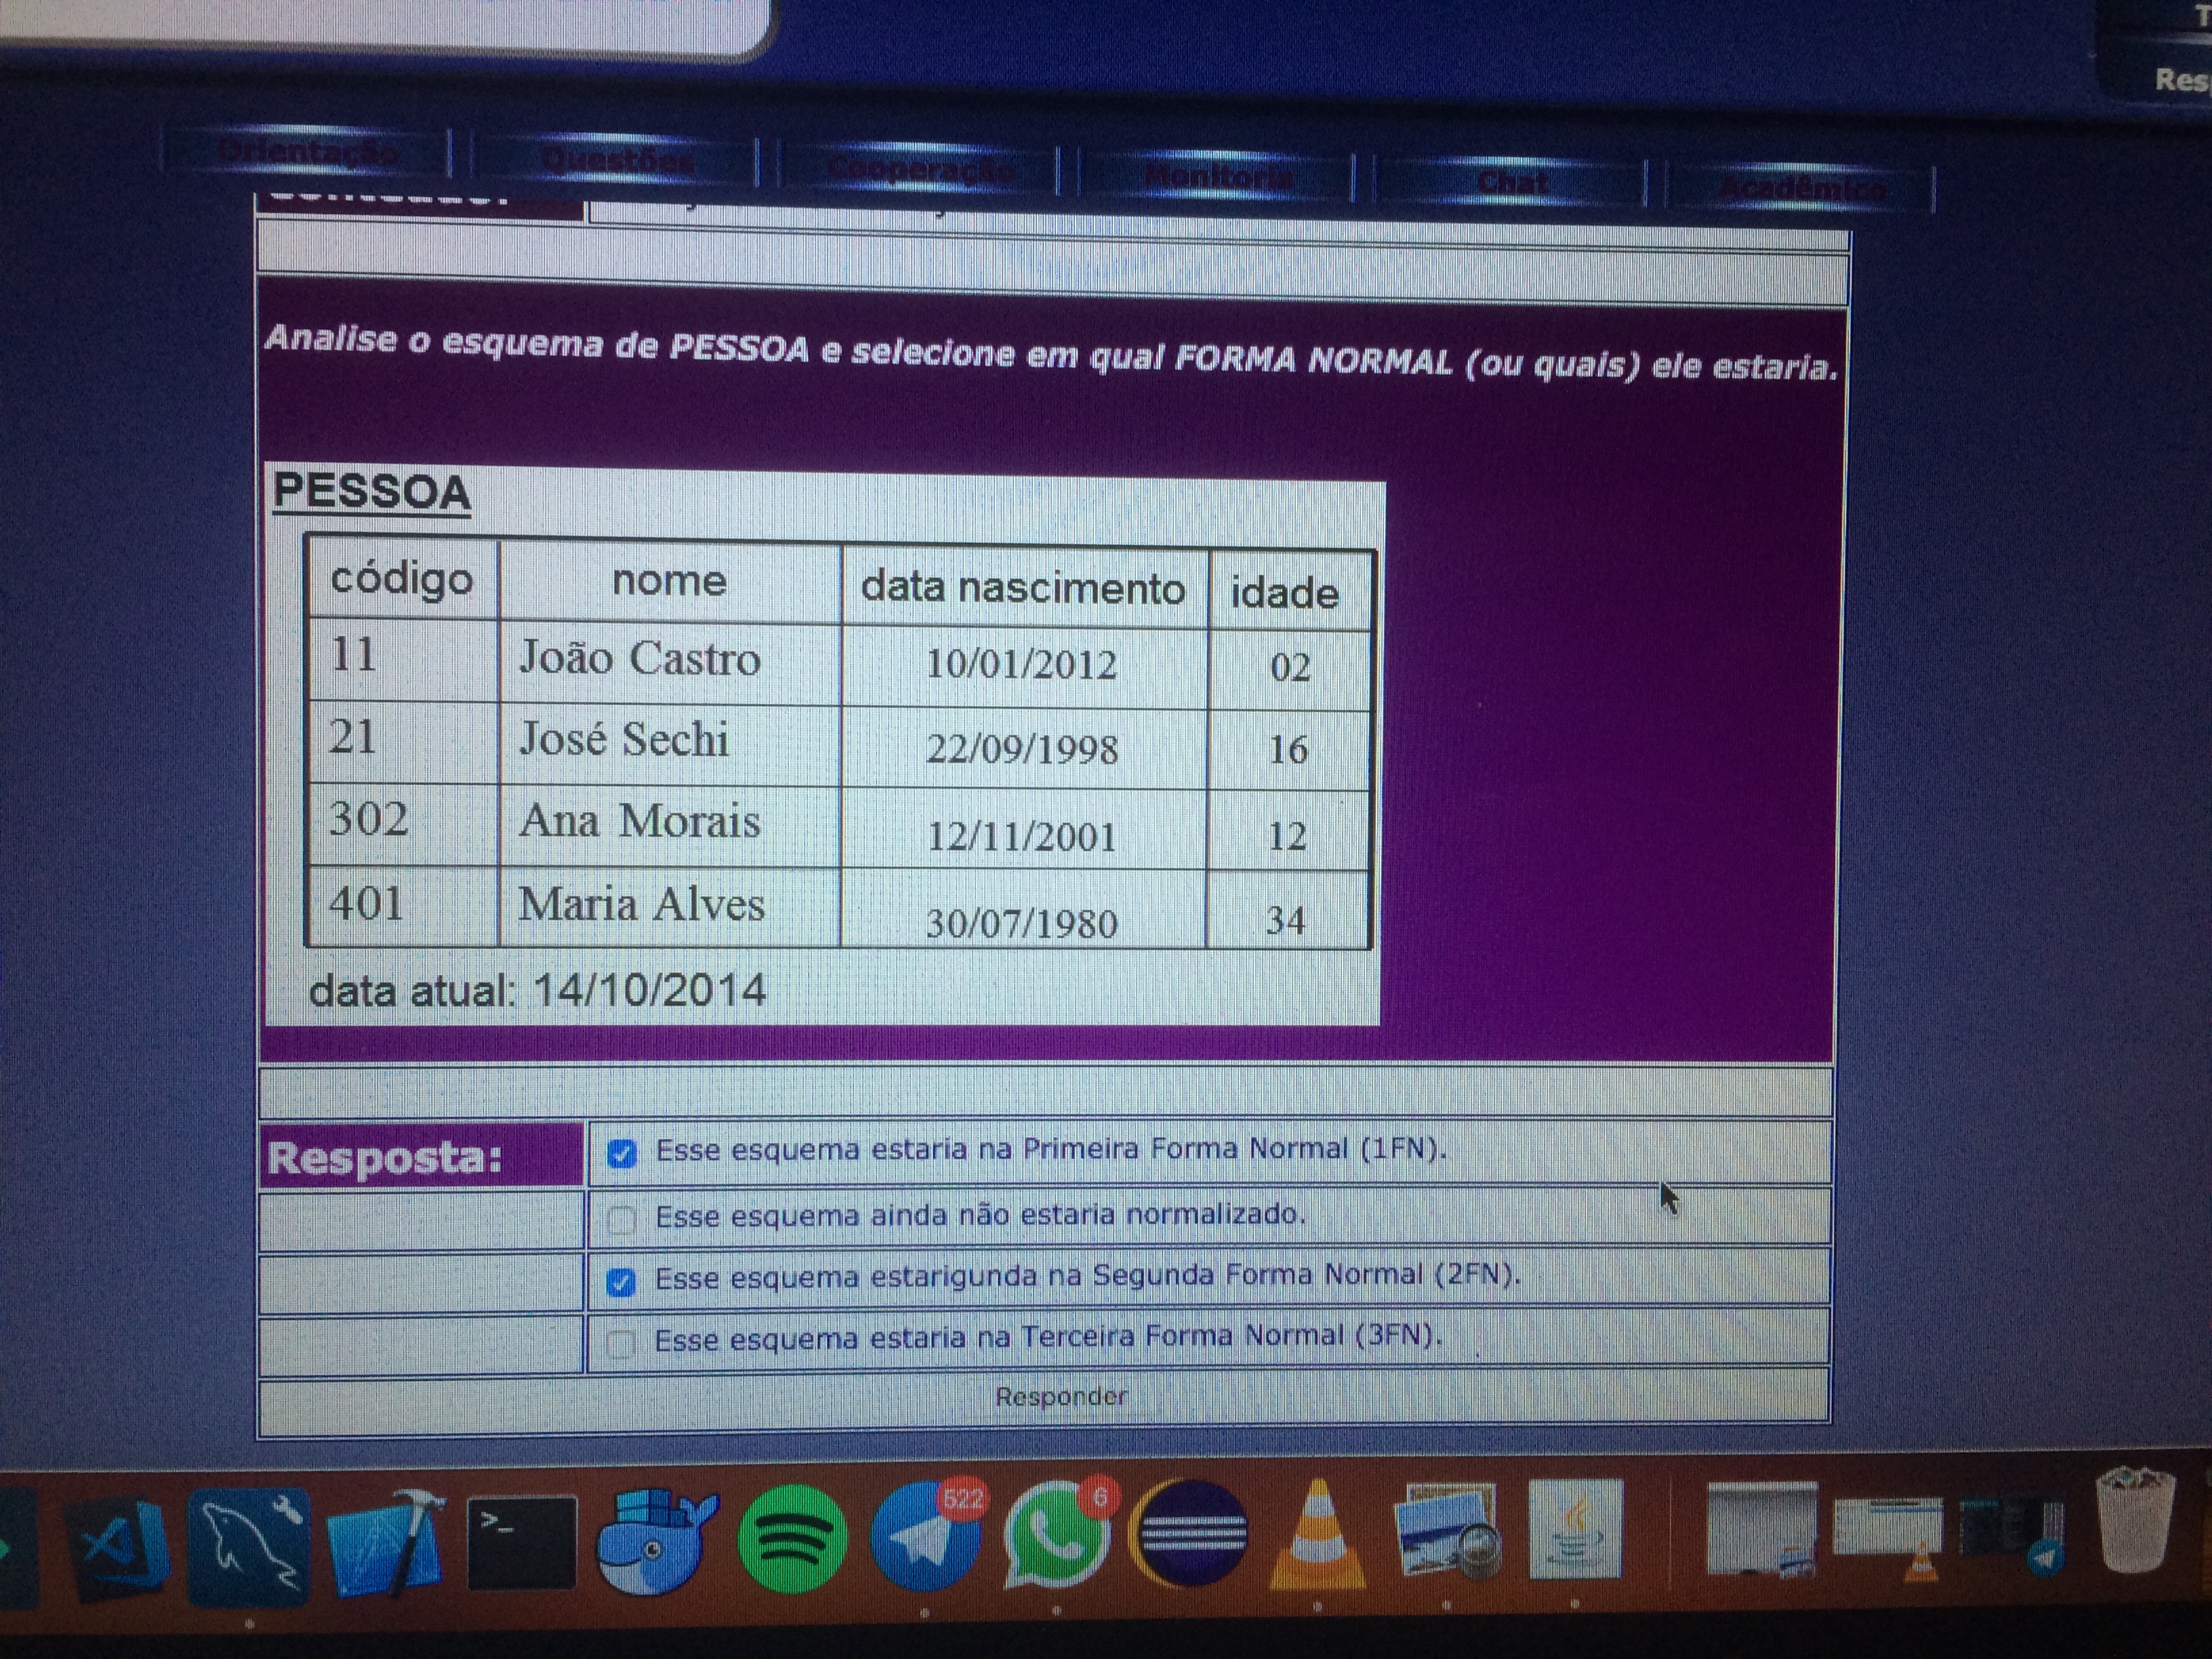 Res
Orientação Questões Cooperação Monitoria Chat Acadêmico
Analise o esquema de PESSOA e selecione em qual FORMA NORMAL (ou quais) ele estaria.
PESSOA
código nome data nascimento idade
11 João Castro 10/01/2012 02
21 José Sechi 22/09/1998 16
302 Ana Morais 12/11/2001 12
401 Maria Alves 30/07/1980 34
data atual: 14/10/2014
Resposta: Esse esquema estaria na Primeira Forma Normal (1FN).
Esse esquema ainda não estaria normalizado.
Esse esquema estarigunda na Segunda Forma Normal (2FN).
Esse esquema estaria na Terceira Forma Normal (3FN).
Responder
522 6